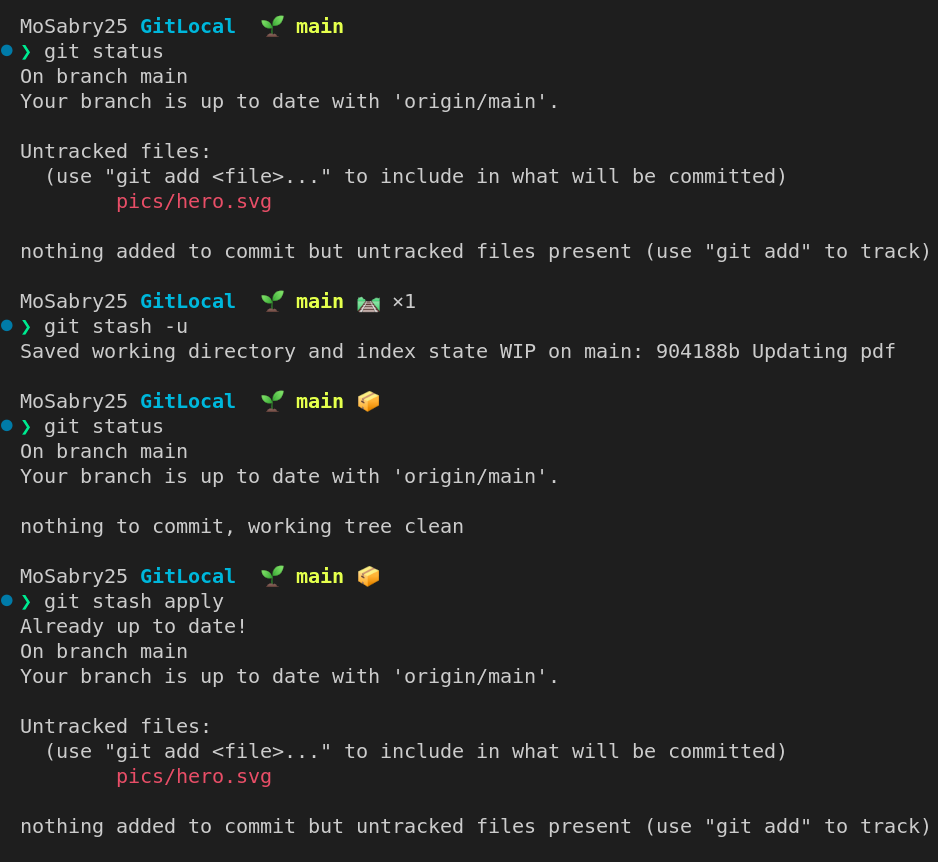 MoSabry25 GitLocal 🌱 main
❯ git status
On branch main
Your branch is up to date with 'origin/main'.
Untracked files:
(use "git add <file>..." to include in what will be committed)
pics/hero.svg
nothing added to commit but untracked files present (use "git add" to track)
MoSabry25 GitLocal 🌱 main 🛤️ ×1
❯ git stash -u
Saved working directory and index state WIP on main: 904188b Updating pdf
MoSabry25 GitLocal 🌱 main 📦
❯ git status
On branch main
Your branch is up to date with 'origin/main'.
nothing to commit, working tree clean
MoSabry25 GitLocal 🌱 main 📦
❯ git stash apply
Already up to date!
On branch main
Your branch is up to date with 'origin/main'.
Untracked files:
(use "git add <file>..." to include in what will be committed)
pics/hero.svg
nothing added to commit but untracked files present (use "git add" to track)